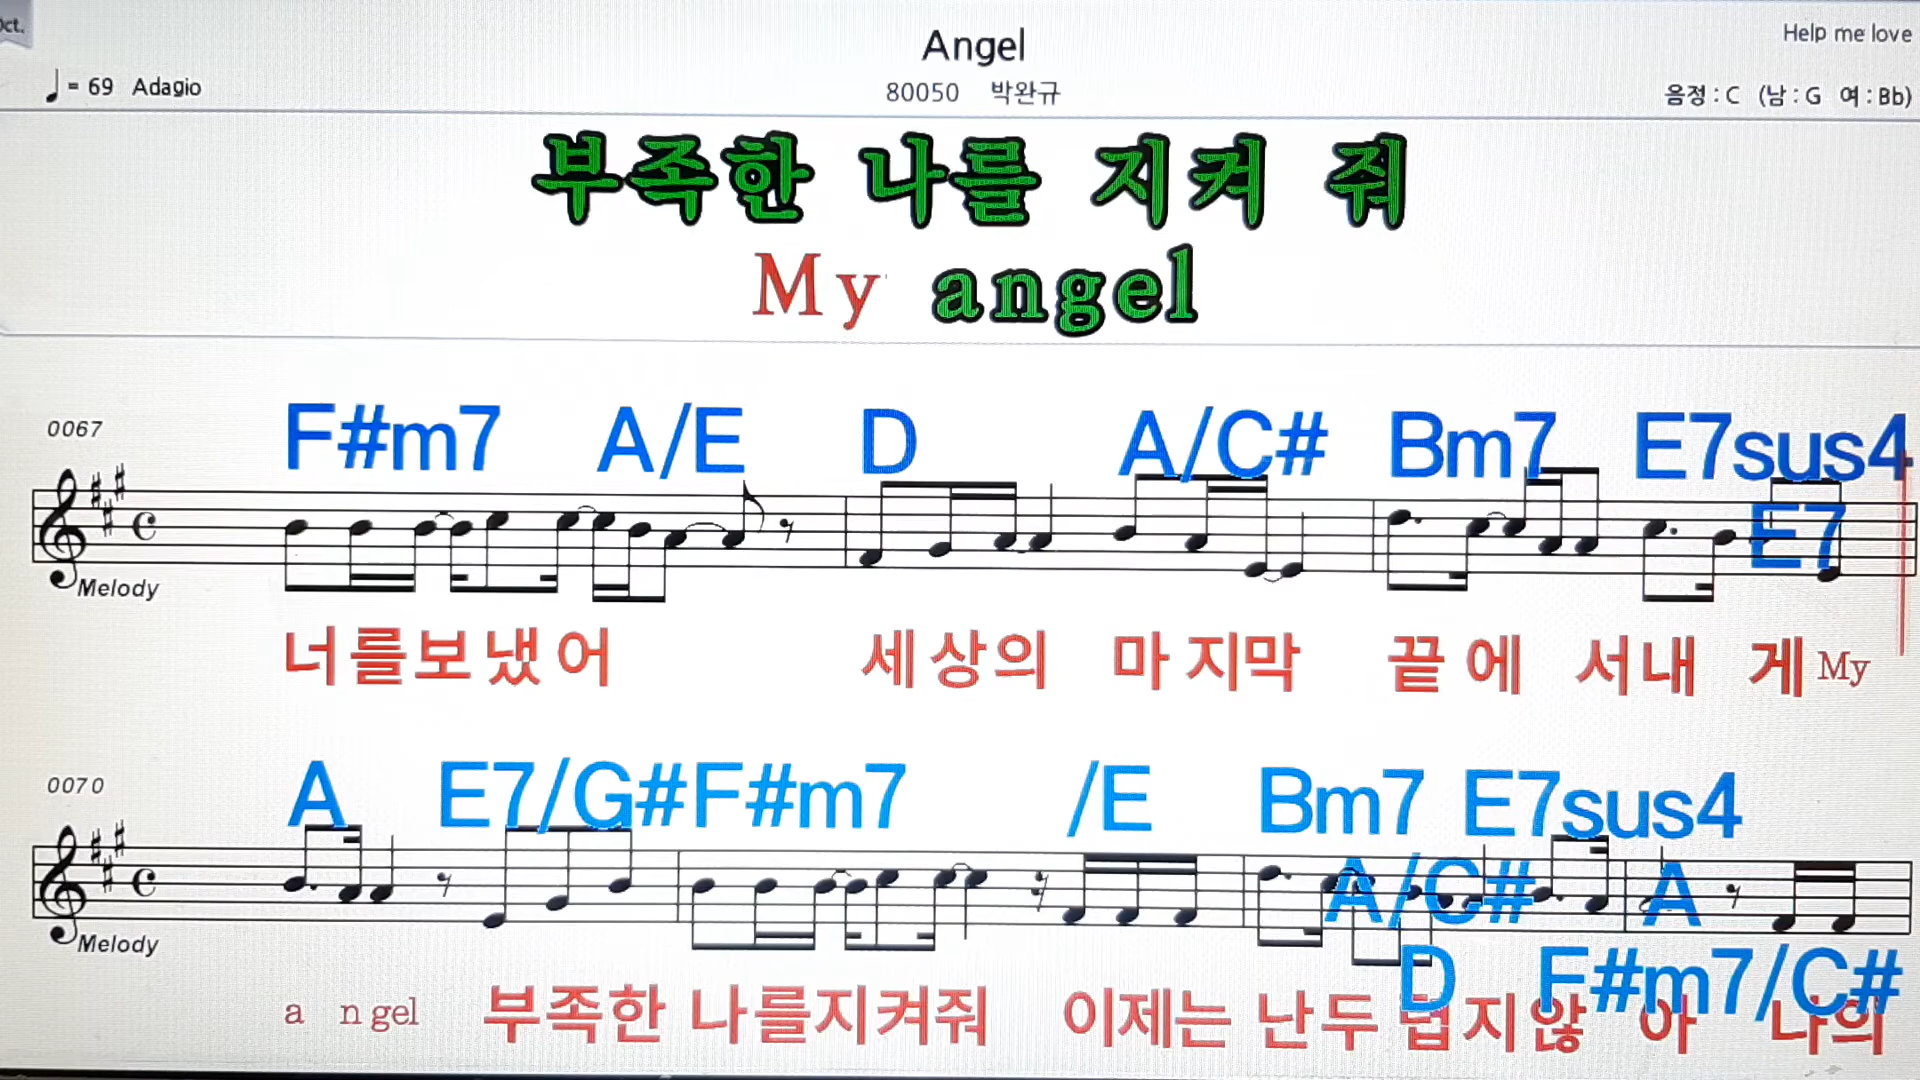 Oct.
Angel
Help me love
= 69 Adagio
80050 박완규
음정 : C (남 : G 여 : Bb)
부족한 나를 지켜 줘
My angel
0067
F#m7 A/E D A/C# Bm7 E7sus4
E7
Melody
너를보냈어 세상의 마지막 끝에 서내 게 My
0070
A E7/G# F#m7 /E Bm7 E7sus4
A/C# A
Melody
D F#m7/C#
a n gel 부족한 나를지켜줘 이제는 난두 렵지않 아 나의